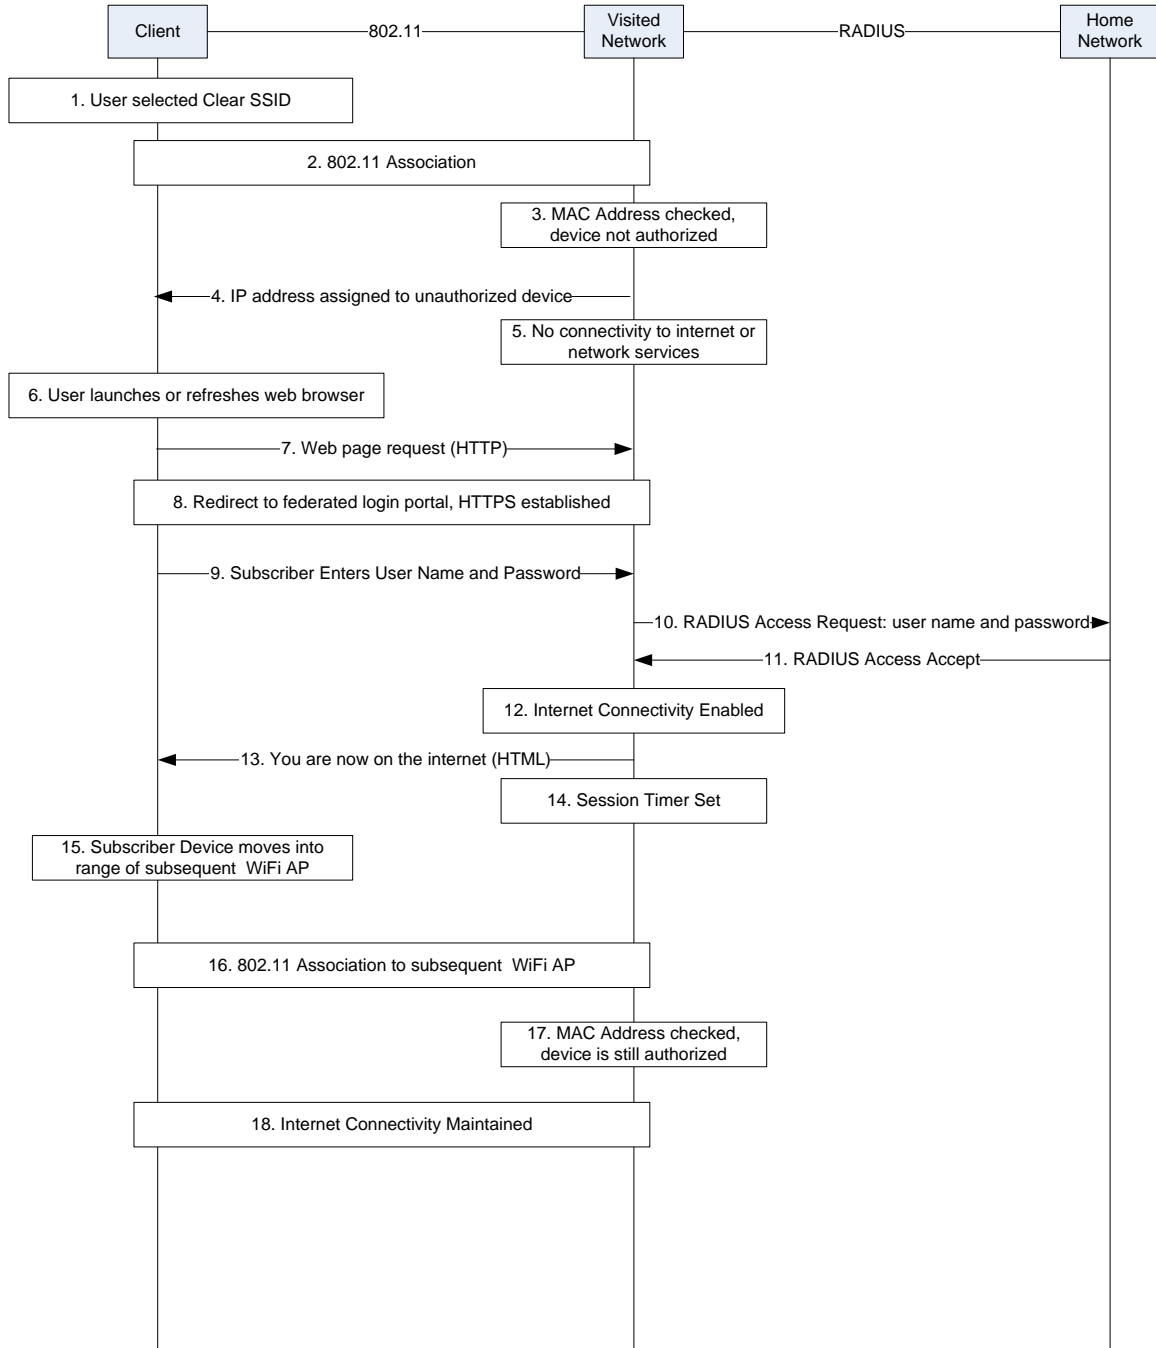 Client
802.11
Visited
Network
RADIUS
Home
Network
1. User selected Clear SSID
2. 802.11 Association
3. MAC Address checked,
device not authorized
4. IP address assigned to unauthorized device
5. No connectivity to internet or
network services
6. User launches or refreshes web browser
7. Web page request (HTTP)
8. Redirect to federated login portal, HTTPS established
9. Subscriber Enters User Name and Password
10. RADIUS Access Request: user name and password
11. RADIUS Access Accept
12. Internet Connectivity Enabled
13. You are now on the internet (HTML)
14. Session Timer Set
15. Subscriber Device moves into
range of subsequent WiFi AP
16. 802.11 Association to subsequent WiFi AP
17. MAC Address checked,
device is still authorized
18. Internet Connectivity Maintained